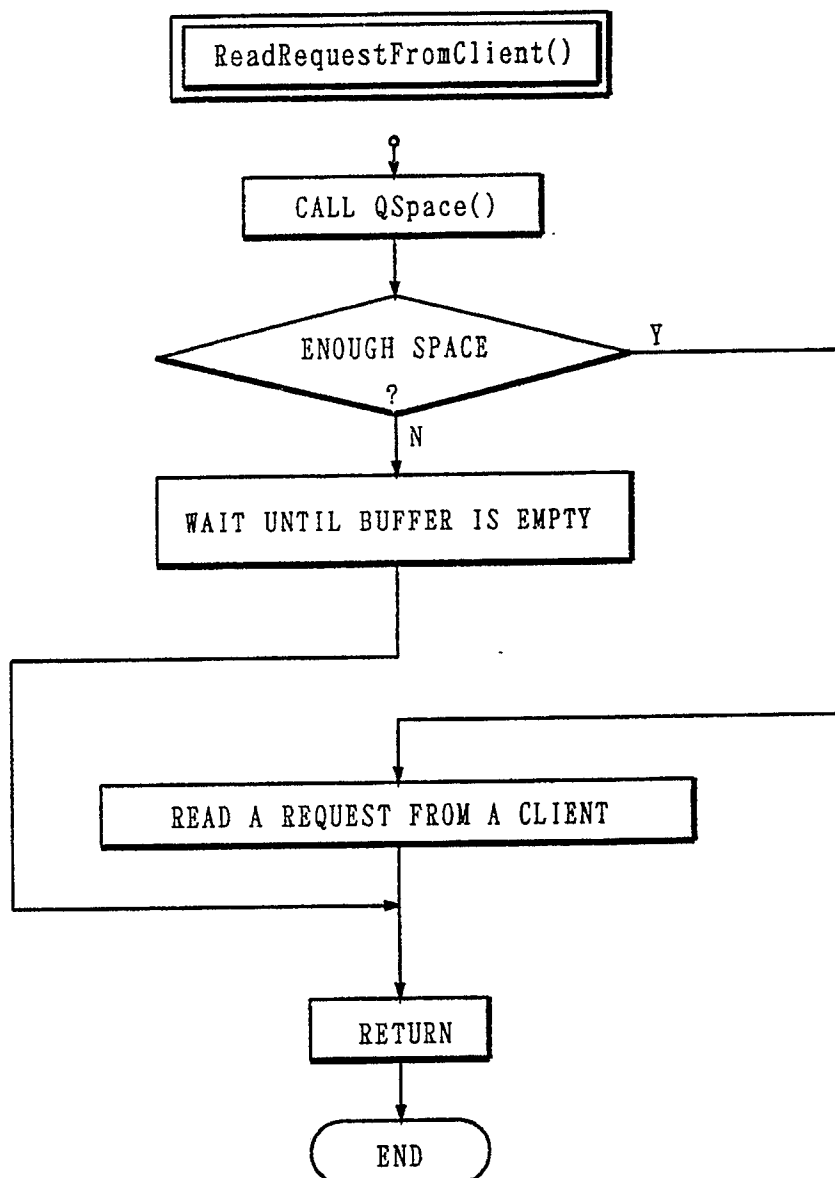 ReadRequestFromClient()
CALL QSpace()
ENOUGH SPACE
?
Y
N
WAIT UNTIL BUFFER IS EMPTY
READ A REQUEST FROM A CLIENT
RETURN
END